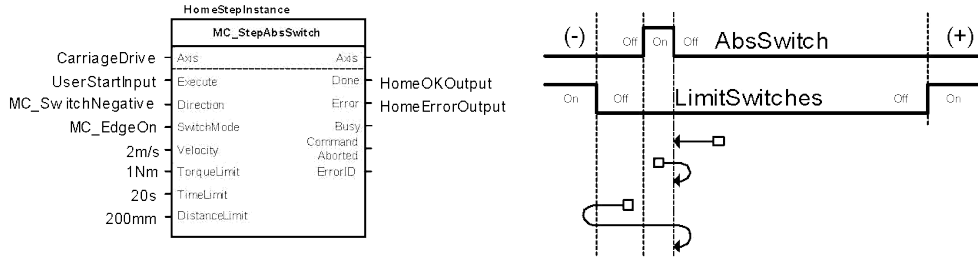 HomeStepInstance
MC_StepAbsSwitch
CarriageDrive Axis Axis
UserStartInput Execute Done HomeOKOutput
MC_SwitchNegative Direction Error HomeErrorOutput
MC_EdgeOn SwitchMode Busy
2m/s Velocity Command Aborted
1Nm TorqueLimit ErrorID
20s TimeLimit
200mm DistanceLimit
(-) Off On Off AbsSwitch (+)
On Off LimitSwitches Off On